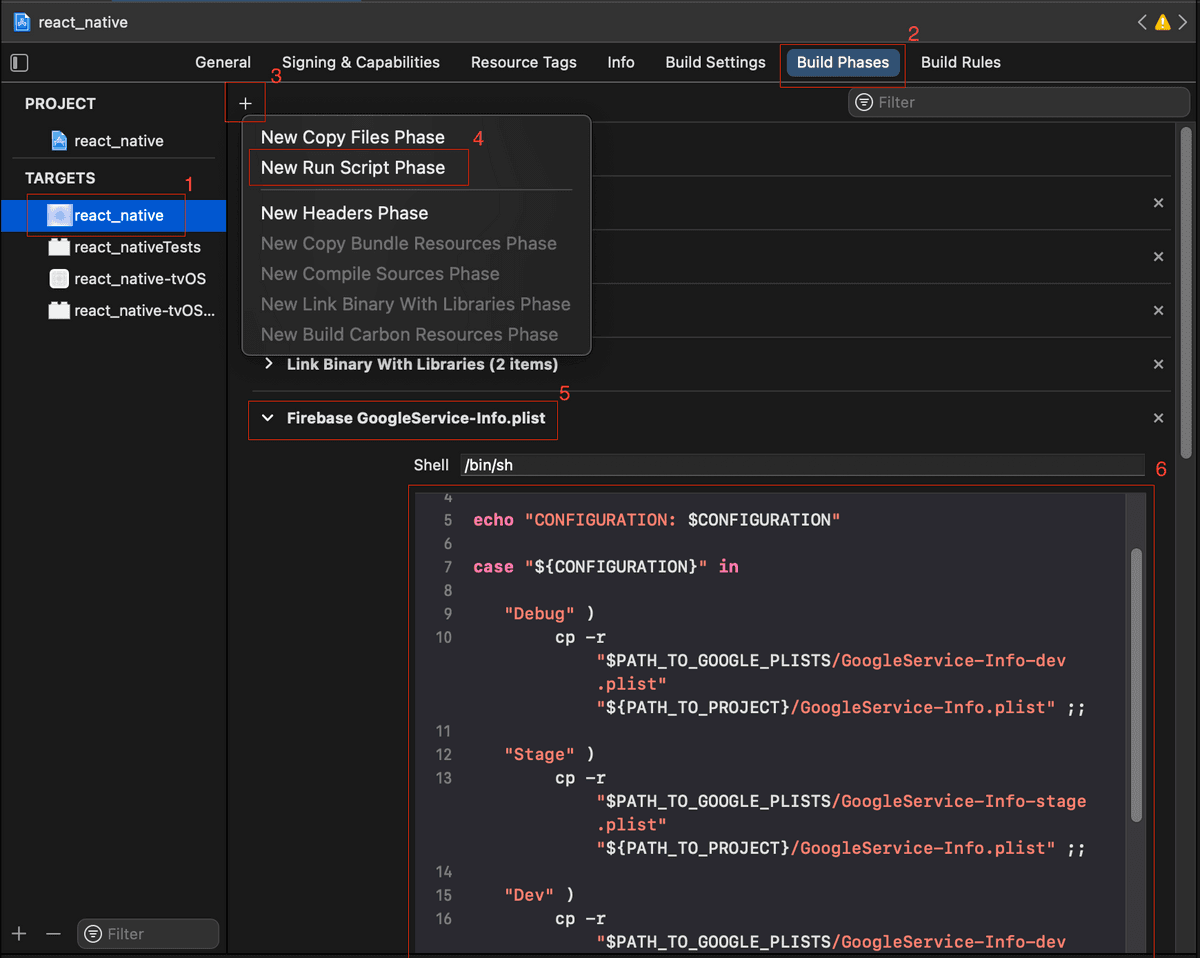 react_native
2
General Signing & Capabilities Resource Tags Info Build Settings Build Phases Build Rules
3
PROJECT
+
Filter
react_native
New Copy Files Phase
4
New Run Script Phase
TARGETS
1
react_native
New Headers Phase
react_nativeTests
New Copy Bundle Resources Phase
react_native-tvOS
New Compile Sources Phase
react_native-tvOS...
New Link Binary With Libraries Phase
New Build Carbon Resources Phase
Link Binary With Libraries (2 items)
5
Firebase GoogleService-Info.plist
Shell /bin/sh
6
4
5 echo "CONFIGURATION: $CONFIGURATION"
6
7 case "${CONFIGURATION}" in
8
9 "Debug" )
10 cp -r
"$PATH_TO_GOOGLE_PLISTS/GoogleService-Info-dev
.plist"
"${PATH_TO_PROJECT}/GoogleService-Info.plist" ;;
11
12 "Stage" )
13 cp -r
"$PATH_TO_GOOGLE_PLISTS/GoogleService-Info-stage
.plist"
"${PATH_TO_PROJECT}/GoogleService-Info.plist" ;;
14
15 "Dev" )
16 cp -r
"$PATH_TO_GOOGLE_PLISTS/GoogleService-Info-dev
+ − Filter